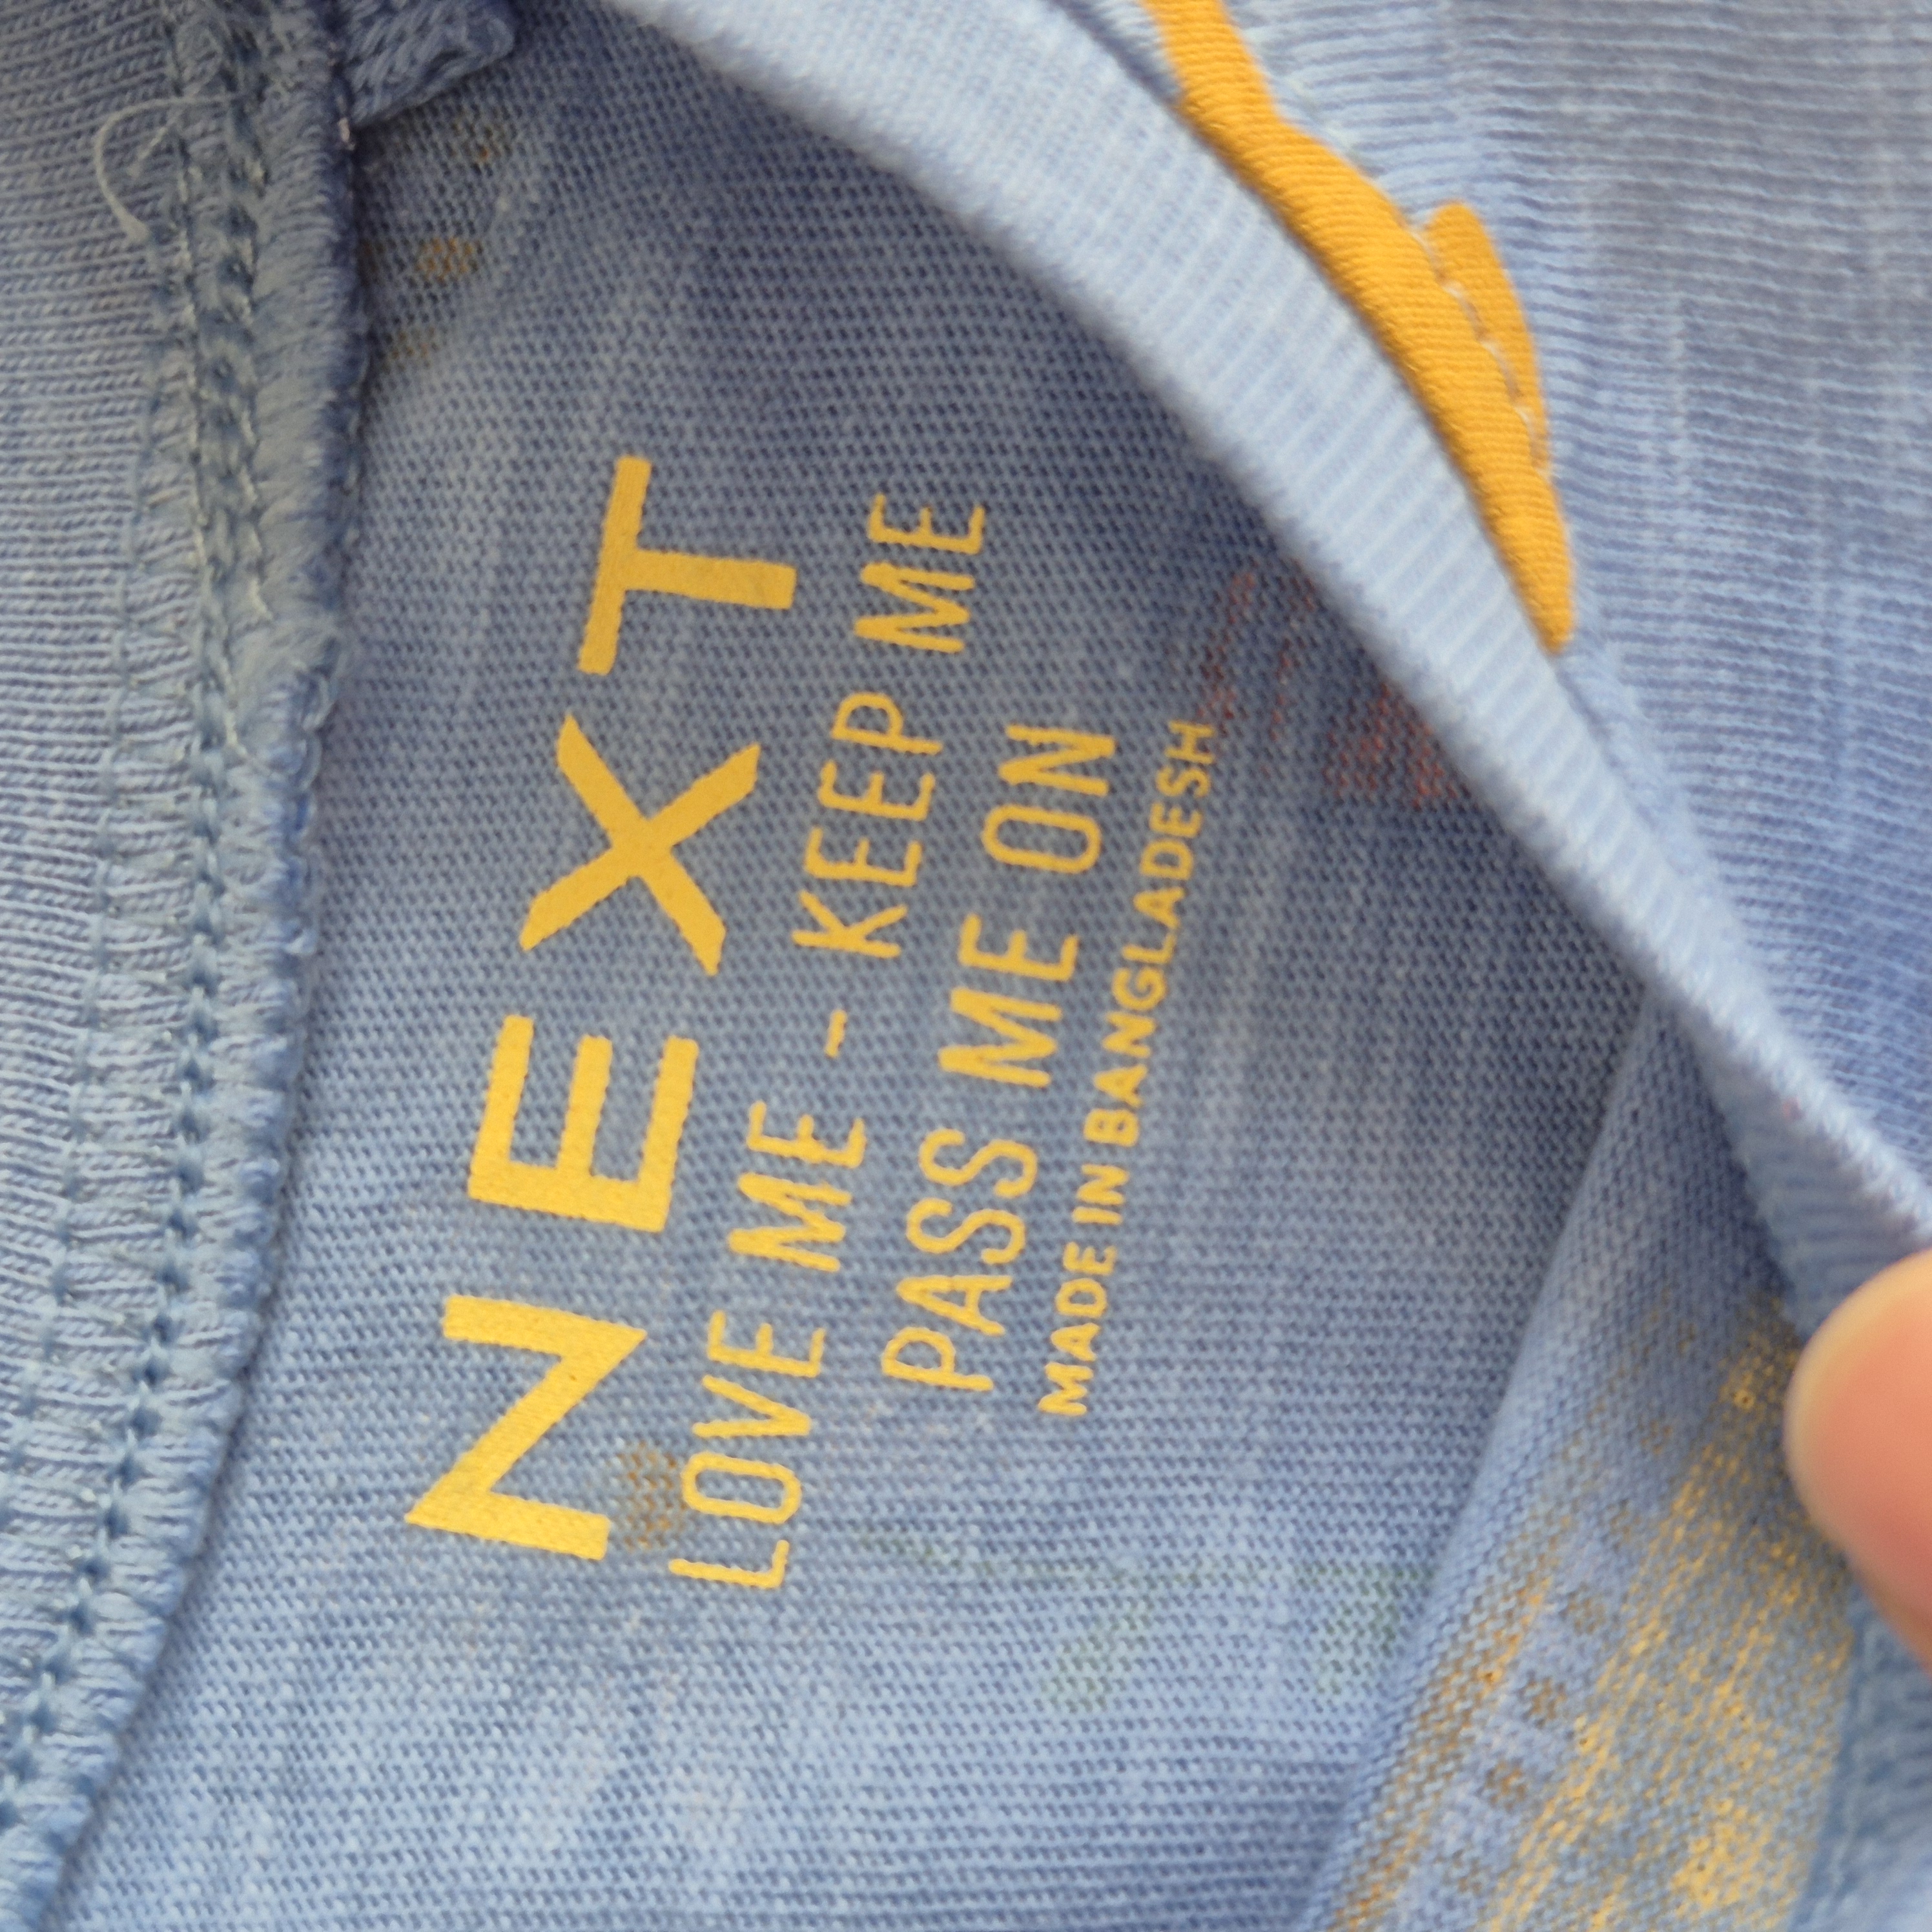 NEXT
LOVE ME - KEEP ME
PASS ME ON
MADE IN BANGLADESH